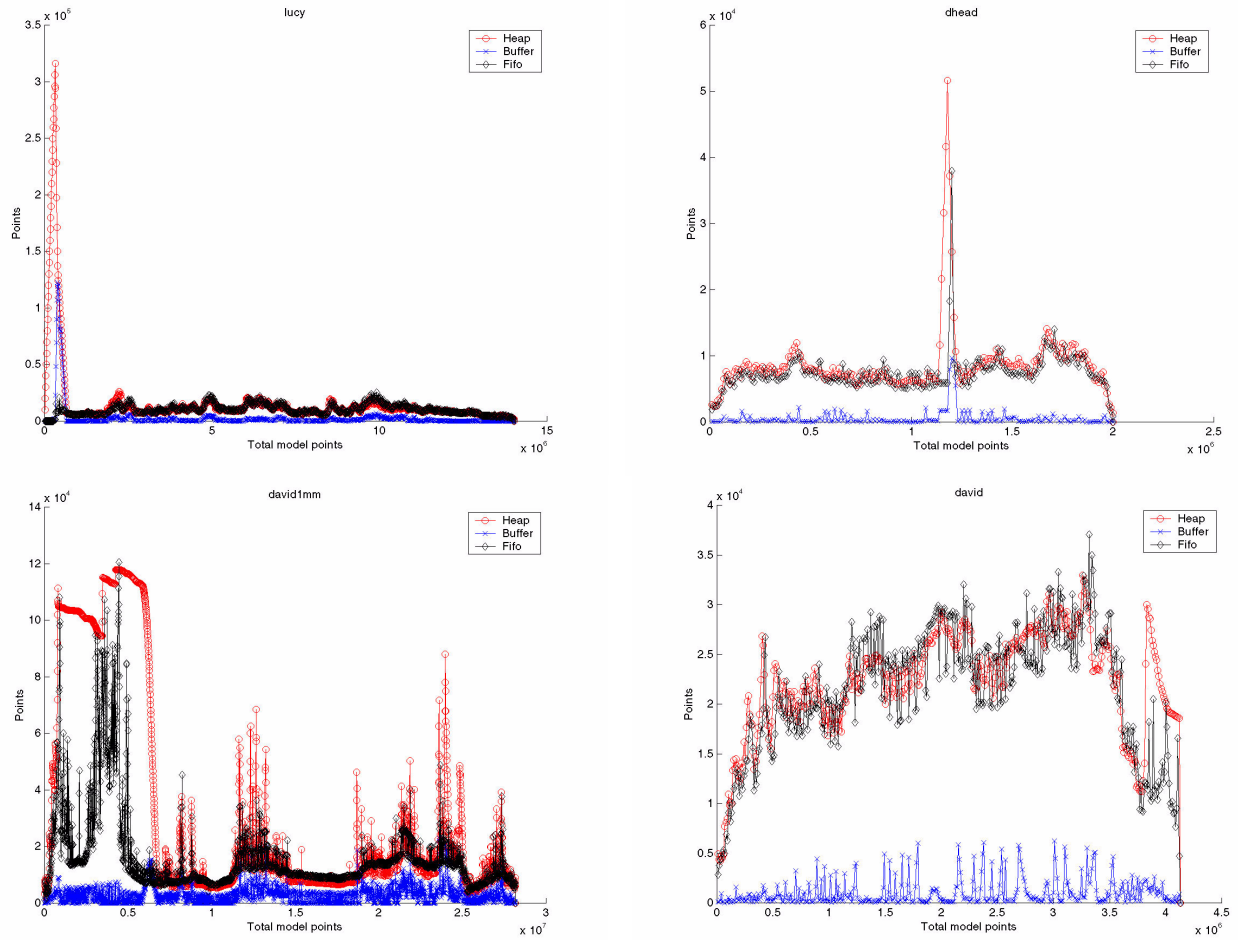 lucy
x 10^6
3.5
3
2.5
2
1.5
1
0.5
0
Points
Heap
Buffer
Fifo
0
5
10
15
Total model points
x 10^6
dhead
x 10^4
6
5
4
3
2
1
0
Points
Heap
Buffer
Fifo
0
0.5
1
1.5
2
2.5
Total model points
x 10^6
david1mm
x 10^4
14
12
10
8
6
4
2
0
Points
Heap
Buffer
Fifo
0
0.5
1
1.5
2
2.5
3
Total model points
x 10^7
david
x 10^4
4
3.5
3
2.5
2
1.5
1
0.5
0
Points
Heap
Buffer
Fifo
0
0.5
1
1.5
2
2.5
3
3.5
4
4.5
Total model points
x 10^6